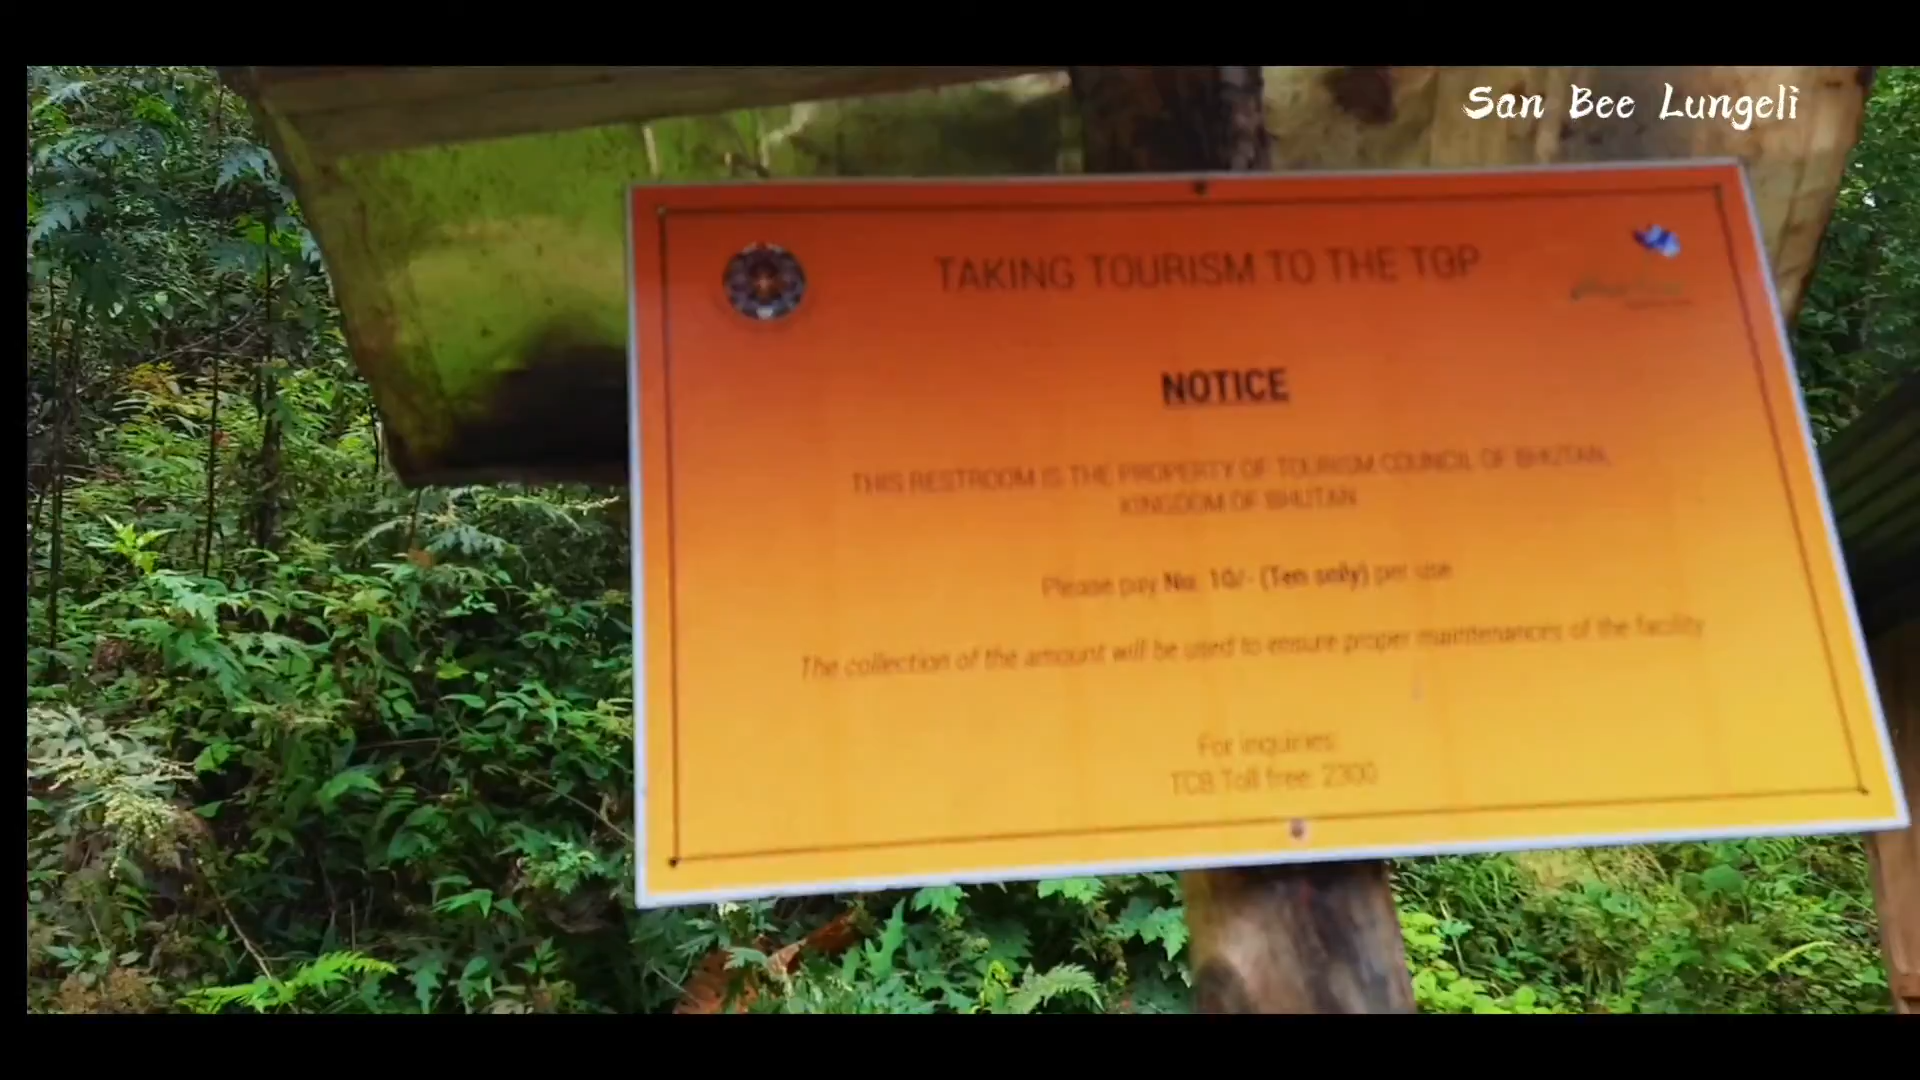 San Bee Lungeli
TAKING TOURISM TO THE TOP
NOTICE
THIS RESTROOM IS THE PROPERTY OF TOURISM COUNCIL OF BHUTAN,
KINGDOM OF BHUTAN
Please pay Nu. 10/- (Ten only) per use
The collection of the amount will be used to ensure proper maintenances of the facility
For inquiries:
TCB Toll free: 2300